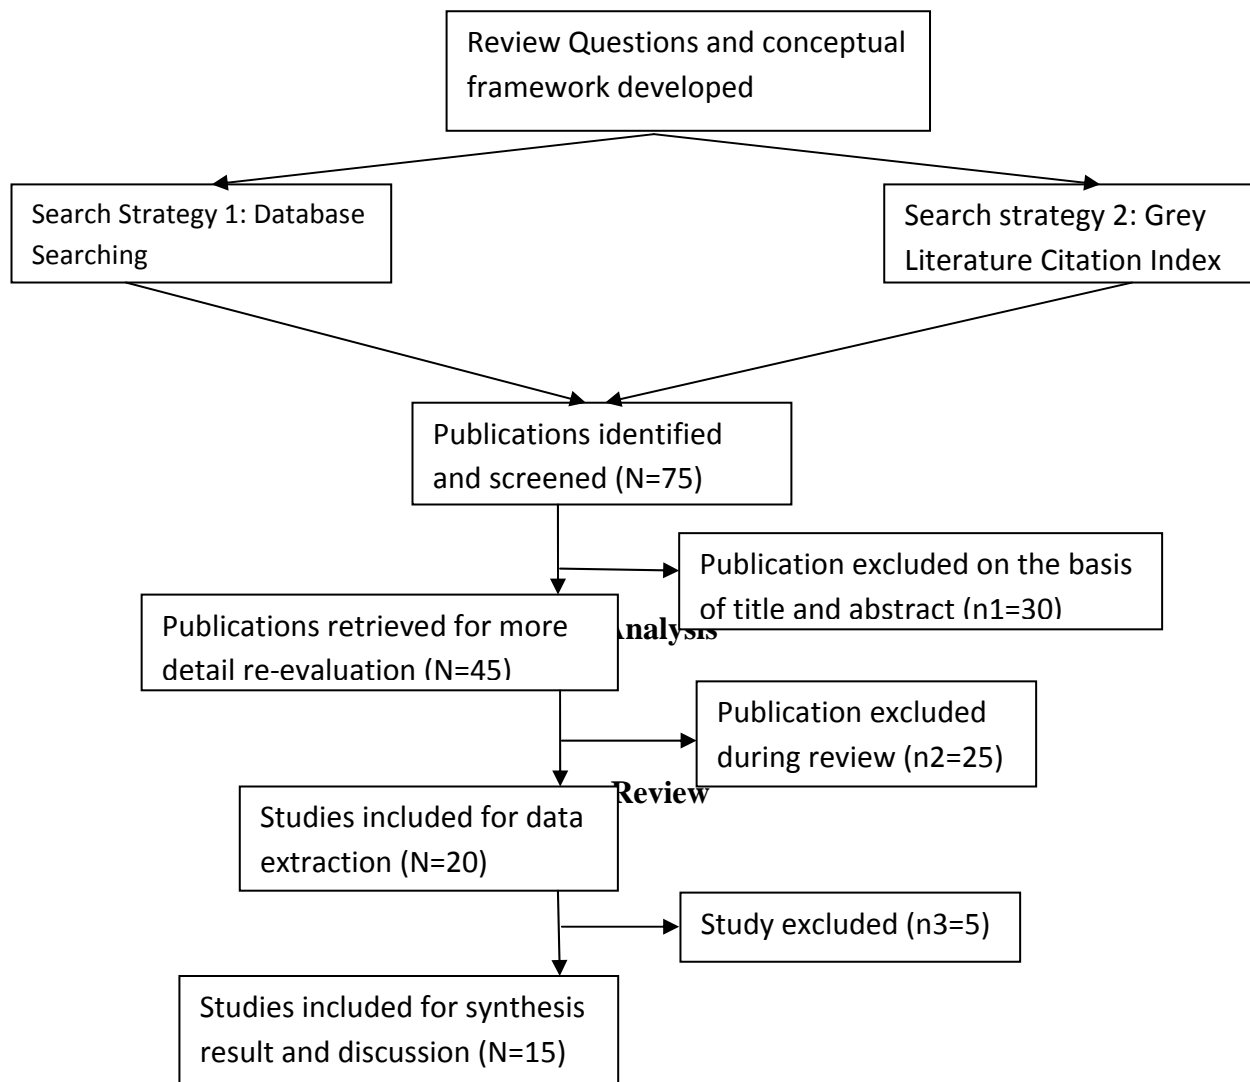 Review Questions and conceptual
framework developed
Search Strategy 1: Database
Searching
Search strategy 2: Grey
Literature Citation Index
Publications identified
and screened (N=75)
Publication excluded on the basis
of title and abstract (n1=30)
Analysis
Publications retrieved for more
detail re-evaluation (N=45)
Publication excluded
during review (n2=25)
Review
Studies included for data
extraction (N=20)
Study excluded (n3=5)
Studies included for synthesis
result and discussion (N=15)